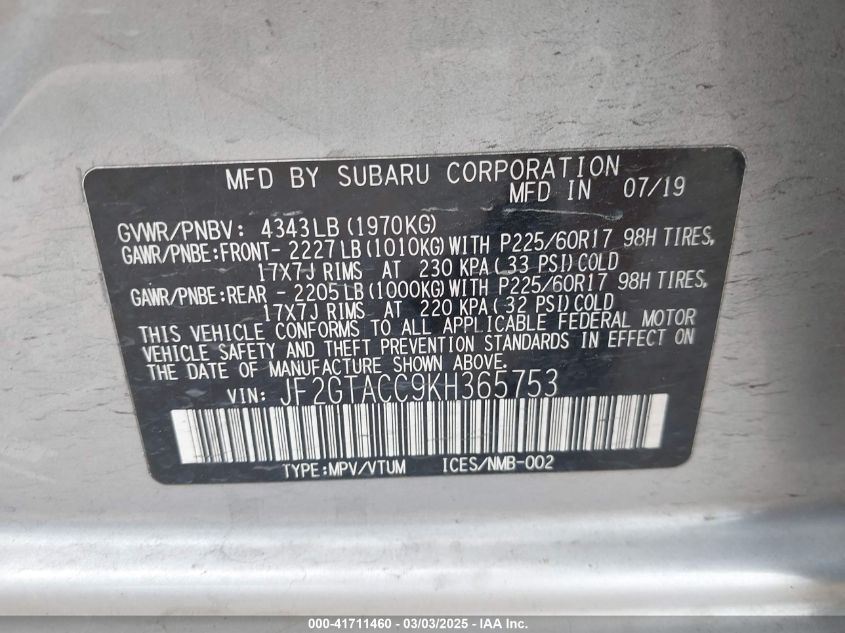 MFD BY SUBARU CORPORATION
MFD IN 07/19
GVWR/PNBV: 4343LB (1970KG)
GAWR/PNBE:FRONT- 2227LB (1010KG) WITH P225/60R17 98H TIRES,
17X7J RIMS AT 230 KPA (33 PSI) COLD
GAWR/PNBE:REAR - 2205LB (1000KG) WITH P225/60R17 98H TIRES,
17X7J RIMS AT 220 KPA (32 PSI) COLD
THIS VEHICLE CONFORMS TO ALL APPLICABLE FEDERAL MOTOR
VEHICLE SAFETY AND THEFT PREVENTION STANDARDS IN EFFECT ON
THE DATE OF MANUFACTURE SHOWN ABOVE.
VIN: JF2GTACC9KH365753
TYPE:MPV/VTUM ICES/NMB-002
000-41711460 - 03/03/2025 - IAA Inc.